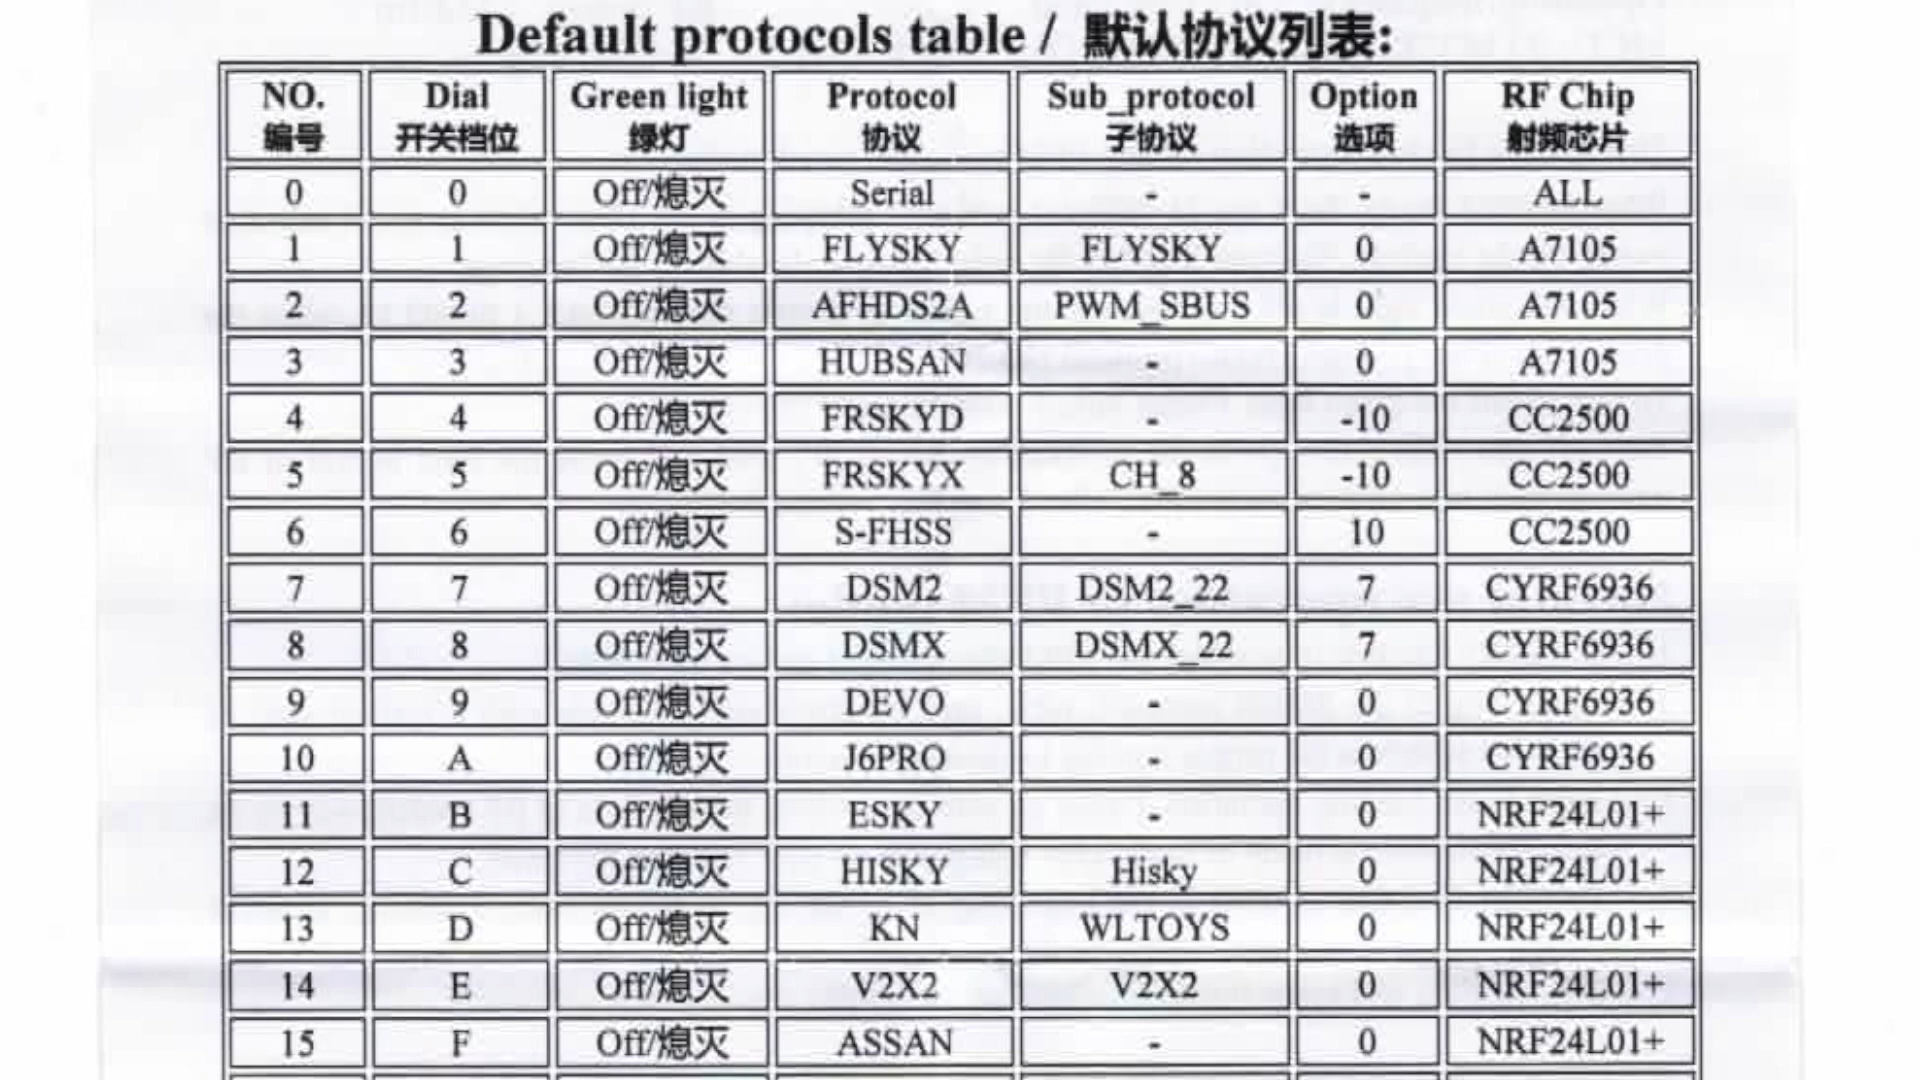 Default protocols table / 默认协议列表:
NO. Dial Green light Protocol Sub_protocol Option RF Chip
编号 开关档位 绿灯 协议 子协议 选项 射频芯片
0 0 Off/熄灭 Serial - - ALL
1 1 Off/熄灭 FLYSKY FLYSKY 0 A7105
2 2 Off/熄灭 AFHDS2A PWM_SBUS 0 A7105
3 3 Off/熄灭 HUBSAN - 0 A7105
4 4 Off/熄灭 FRSKYD - -10 CC2500
5 5 Off/熄灭 FRSKYX CH_8 -10 CC2500
6 6 Off/熄灭 S-FHSS - 10 CC2500
7 7 Off/熄灭 DSM2 DSM2_22 7 CYRF6936
8 8 Off/熄灭 DSMX DSMX_22 7 CYRF6936
9 9 Off/熄灭 DEVO - 0 CYRF6936
10 A Off/熄灭 J6PRO - 0 CYRF6936
11 B Off/熄灭 ESKY - 0 NRF24L01+
12 C Off/熄灭 HISKY Hisky 0 NRF24L01+
13 D Off/熄灭 KN WLTOYS 0 NRF24L01+
14 E Off/熄灭 V2X2 V2X2 0 NRF24L01+
15 F Off/熄灭 ASSAN - 0 NRF24L01+